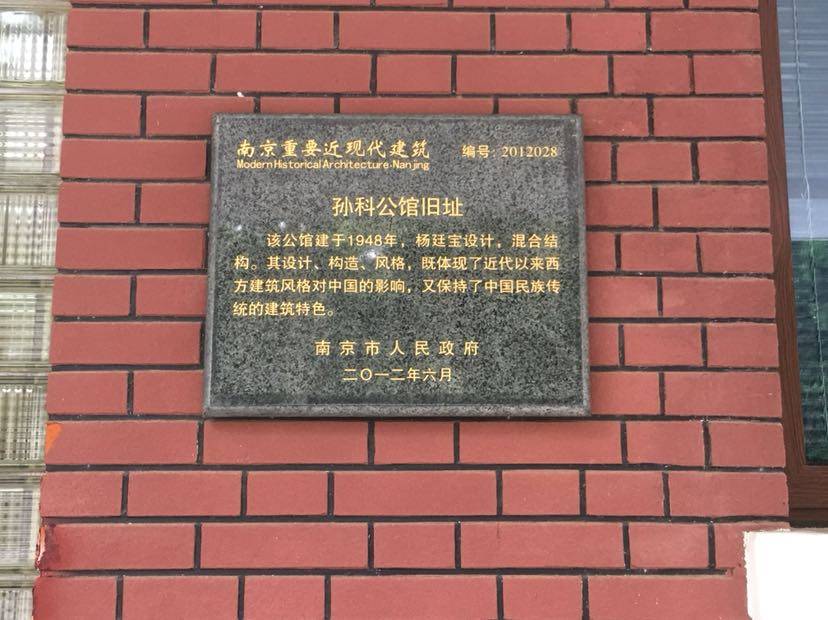 南京重要近现代建筑 编号:2012028
Modern Historical Architecture·Nanjing
孙科公馆旧址
该公馆建于1948年，杨廷宝设计，混合结
构。其设计、构造、风格，既体现了近代以来西
方建筑风格对中国的影响，又保持了中国民族传
统的建筑特色。
南京市人民政府
二〇一二年六月